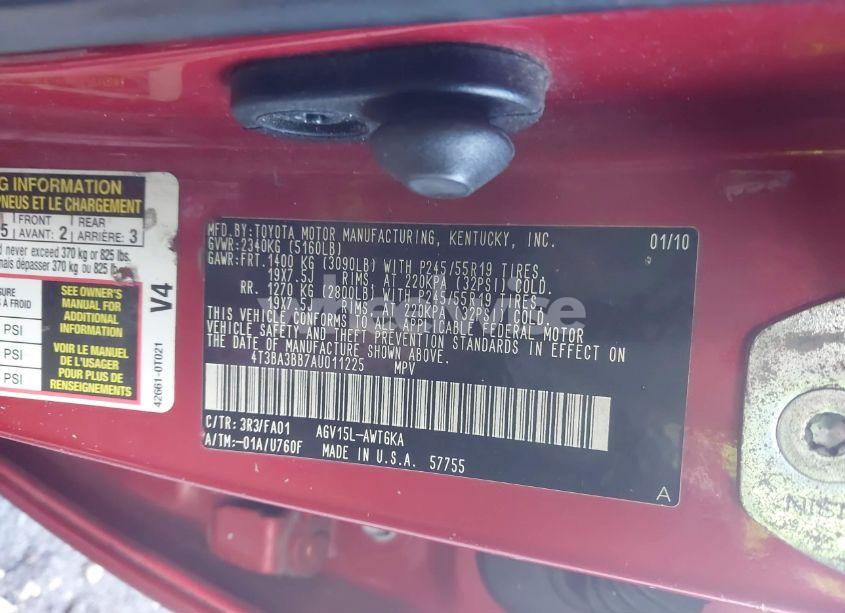 G INFORMATION
PNEUS ET LE CHARGEMENT
5 FRONT AVANT: 2 REAR ARRIÈRE: 3
never exceed 370 kg or 825 lbs.
mais dépasser 370 kg ou 825 lb.
À FROID
SEE OWNER'S
MANUAL FOR
ADDITIONAL
INFORMATION
VOIR LE MANUEL
DE L'USAGER
POUR PLUS DE
RENSEIGNEMENTS
PSI
PSI
PSI
V4
42661-0T021
MFD.BY:TOYOTA MOTOR MANUFACTURING, KENTUCKY, INC. 01/10
GVWR:2340KG (5160LB)
GAWR:FRT.1400 KG (3090LB) WITH P245/55R19 TIRES,
19X7.5J RIMS, AT 220KPA (32PSI) COLD.
RR. 1270 KG (2800LB) WITH P245/55R19 TIRES,
19X7.5J RIMS, AT 220KPA (32PSI) COLD.
THIS VEHICLE CONFORMS TO ALL APPLICABLE FEDERAL MOTOR
VEHICLE SAFETY AND THEFT PREVENTION STANDARDS IN EFFECT ON
THE DATE OF MANUFACTURE SHOWN ABOVE.
4T3BA3BB7AU011225 MPV
C/TR: 3R3/FA01 AGV15L-AWTGKA
A/TM:-01A/U760F MADE IN U.S.A. 57755
A
wheelwise